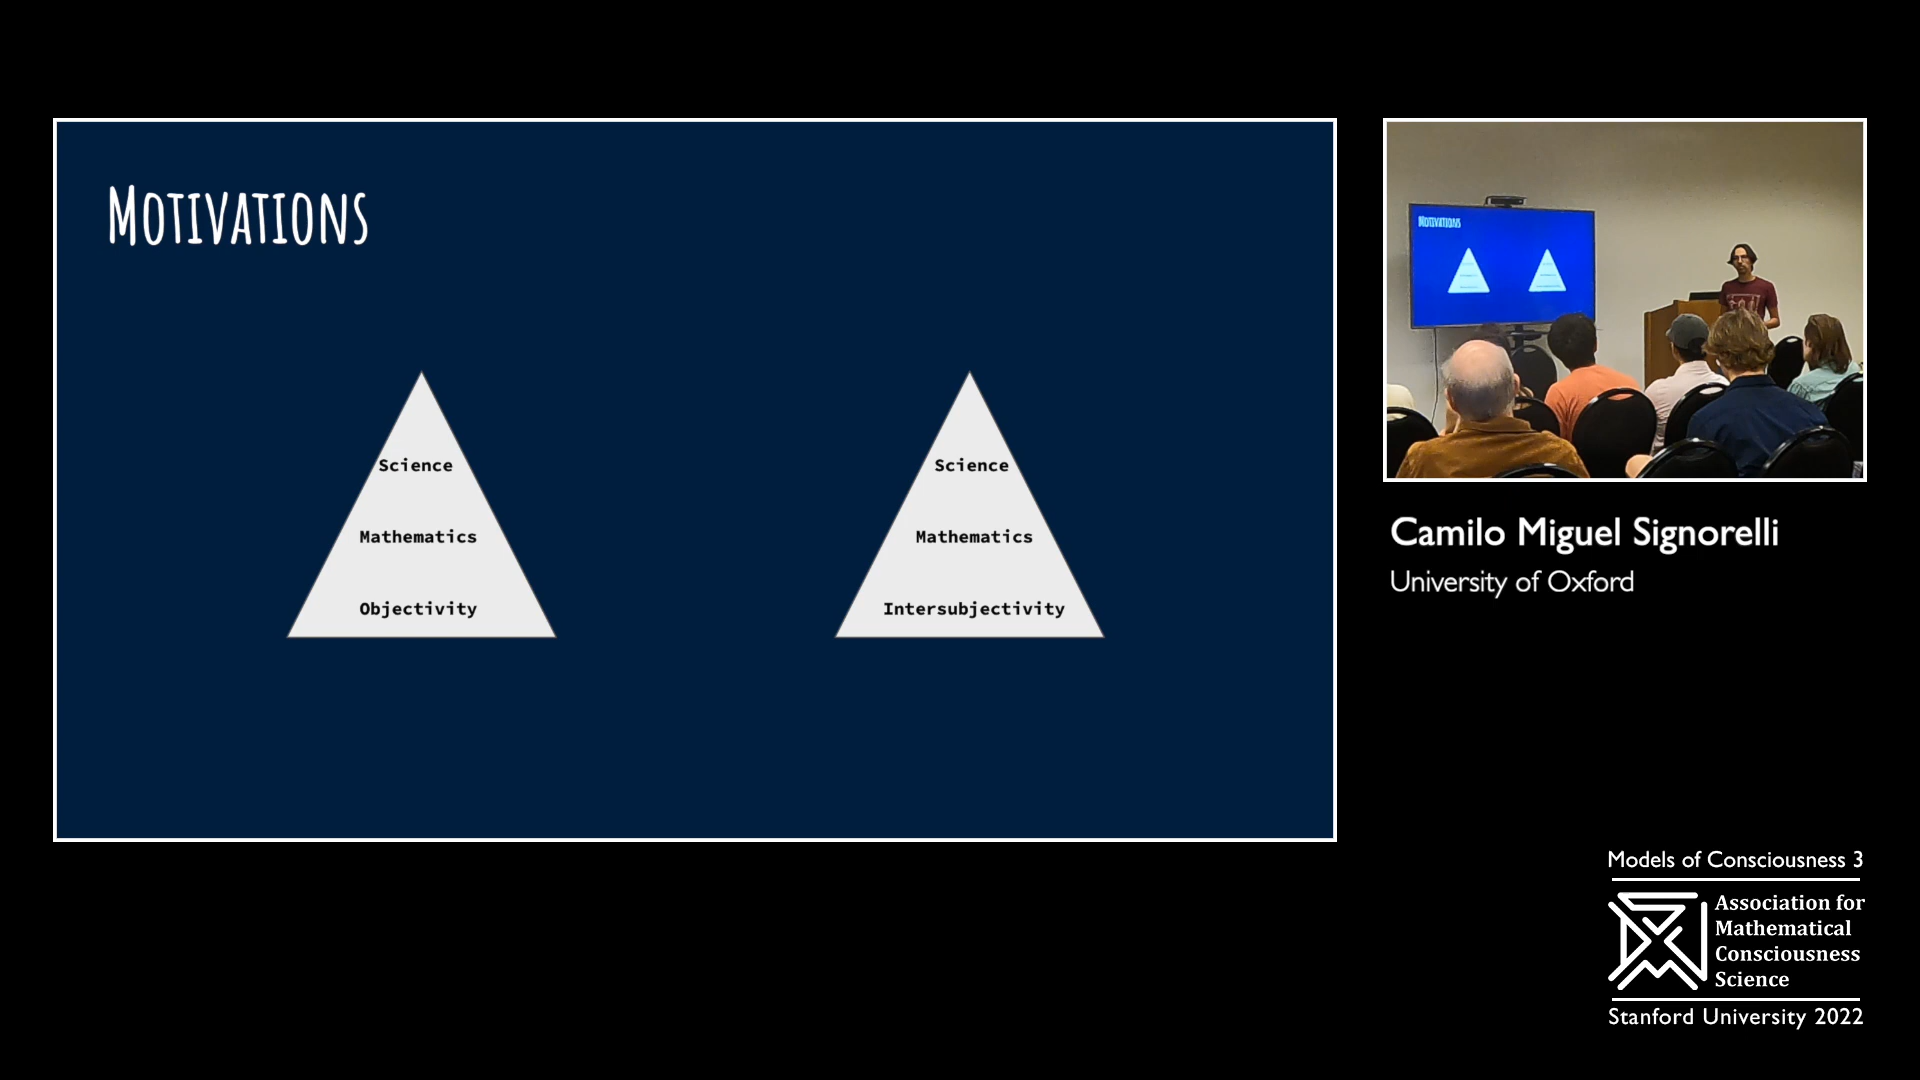 MOTIVATIONS
Science
Mathematics
Objectivity
Science
Mathematics
Intersubjectivity
MOTIVATIONS
Camilo Miguel Signorelli
University of Oxford
Models of Consciousness 3
Association for
Mathematical
Consciousness
Science
Stanford University 2022